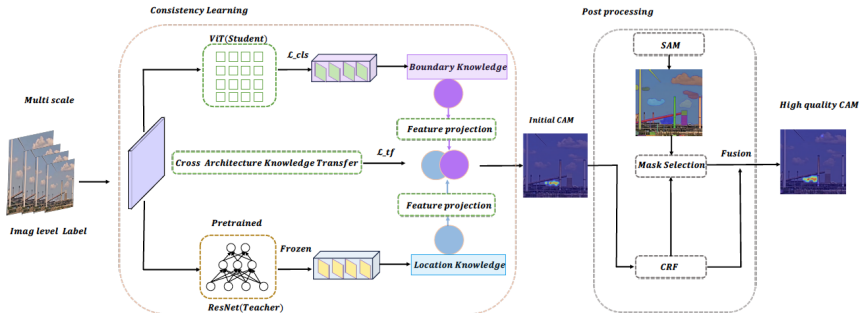 Consistency Learning
Post processing
ViT(Student)
ℒ_cls
Boundary Knowledge
SAM
Multi scale
Feature projection
Initial CAM
High quality CAM
Cross Architecture Knowledge Transfer
ℒ_tf
Mask Selection
Fusion
Imag level Label
Feature projection
Pretrained
Frozen
Location Knowledge
CRF
ResNet(Teacher)